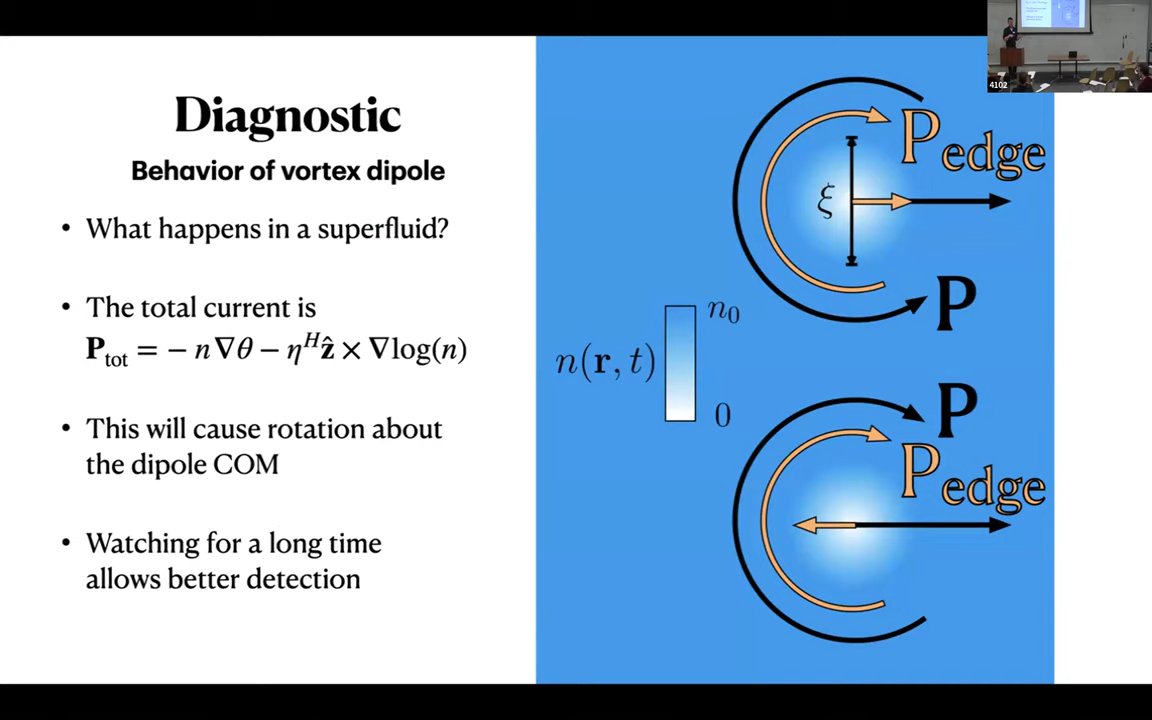 Diagnostic
Behavior of vortex dipole
• What happens in a superfluid?
• The total current is
P_tot = − n∇θ − η^H ẑ × ∇log(n)
• This will cause rotation about
the dipole COM
• Watching for a long time
allows better detection
P_edge
ξ
P
n(r, t)
n_0
0
P
P_edge
4102